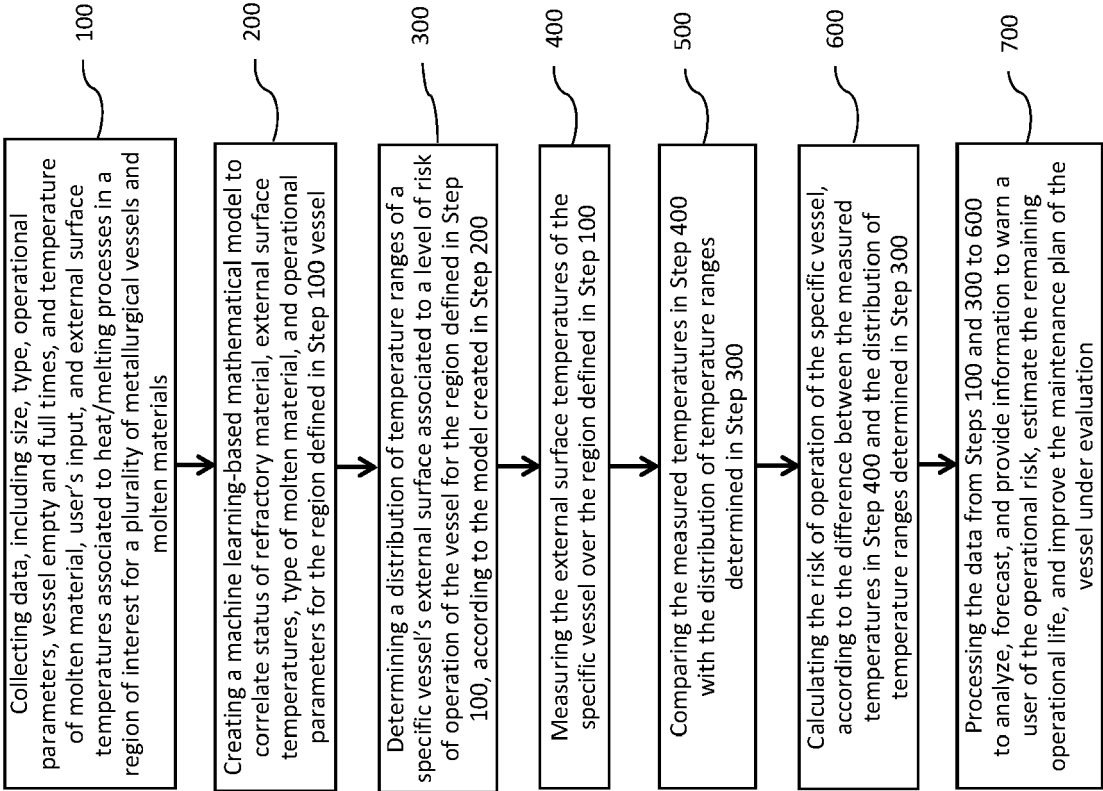 Collecting data, including size, type, operational
parameters, vessel empty and full times, and temperature
of molten material, user's input, and external surface
temperatures associated to heat/melting processes in a
region of interest for a plurality of metallurgical vessels and
molten materials
100
Creating a machine learning-based mathematical model to
correlate status of refractory material, external surface
temperatures, type of molten material, and operational
parameters for the region defined in Step 100 vessel
200
Determining a distribution of temperature ranges of a
specific vessel's external surface associated to a level of risk
of operation of the vessel for the region defined in Step
100, according to the model created in Step 200
300
Measuring the external surface temperatures of the
specific vessel over the region defined in Step 100
400
Comparing the measured temperatures in Step 400
with the distribution of temperature ranges
determined in Step 300
500
Calculating the risk of operation of the specific vessel,
according to the difference between the measured
temperatures in Step 400 and the distribution of
temperature ranges determined in Step 300
600
Processing the data from Steps 100 and 300 to 600
to analyze, forecast, and provide information to warn a
user of the operational risk, estimate the remaining
operational life, and improve the maintenance plan of the
vessel under evaluation
700